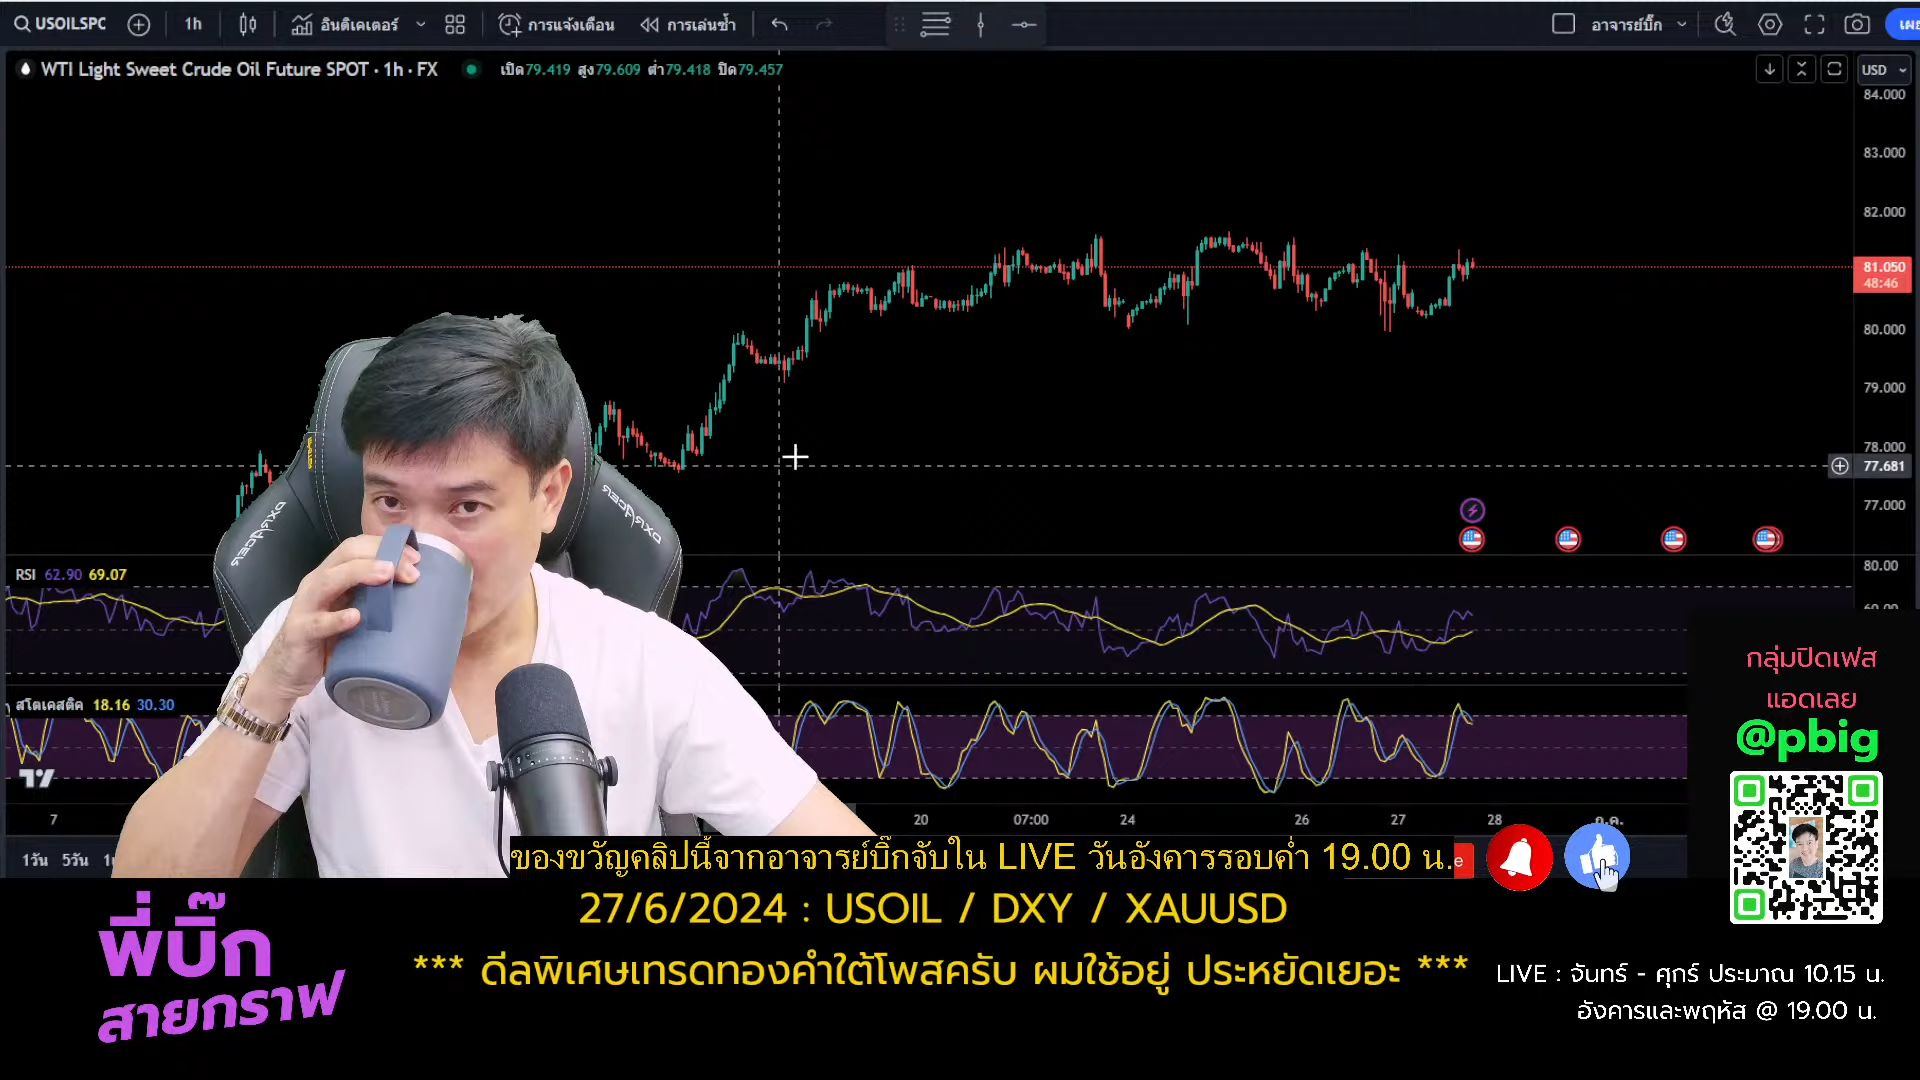 USOILSPC
1h
อินดิเคเตอร์
การแจ้งเตือน
การเล่นซ้ำ
อาจารย์บิ๊ก
WTI Light Sweet Crude Oil Future SPOT · 1h · FX
เปิด79.419 สูง79.609 ต่ำ79.418 ปิด79.457
USD
84.000
83.000
82.000
81.050
48:46
80.000
79.000
78.000
77.681
77.000
RSI 62.90 69.07
80.00
60.00
สโตเคสติค 18.16 30.30
DXRACER
DXRACER
กลุ่มปิดเฟส
แอดเลย
@pbig
7
20
07:00
24
26
27
28
ก.ค.
1วัน 5วัน
ของขวัญคลิปนี้จากอาจารย์บิ๊กจับใน LIVE วันอังคารรอบค่ำ 19.00 น.
27/6/2024 : USOIL / DXY / XAUUSD
*** ดีลพิเศษเทรดทองคำใต้โพสครับ ผมใช้อยู่ ประหยัดเยอะ ***
พี่บิ๊ก
สายกราฟ
LIVE : จันทร์ - ศุกร์ ประมาณ 10.15 น.
อังคารและพฤหัส @ 19.00 น.